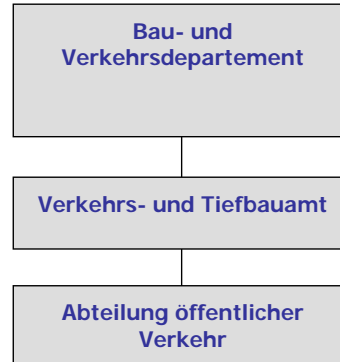 Bau- und
Verkehrsdepartement
Verkehrs- und Tiefbauamt
Abteilung öffentlicher
Verkehr